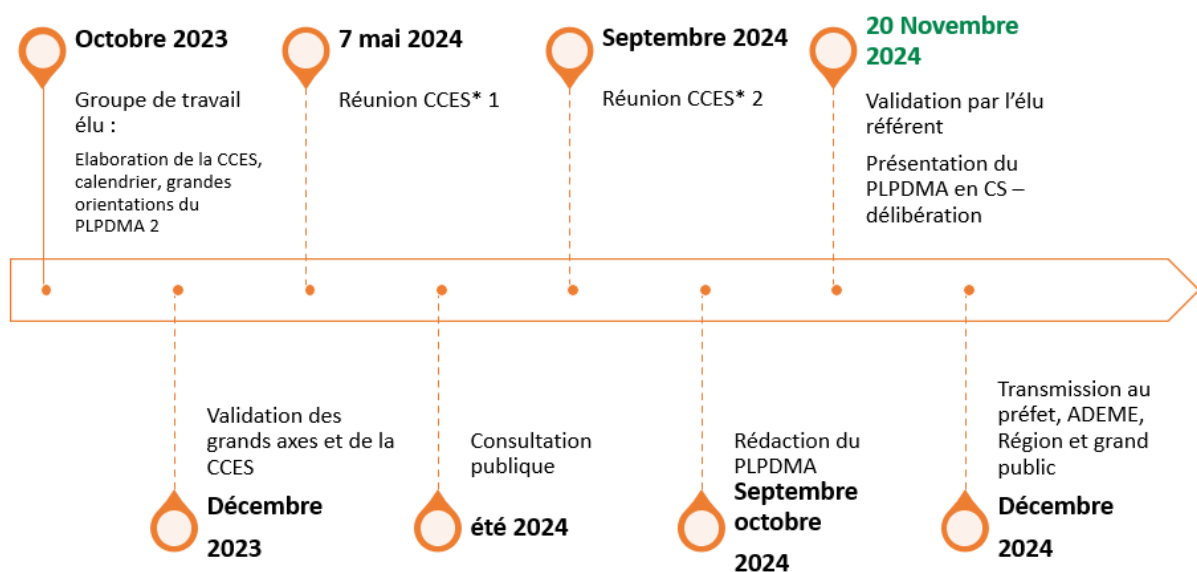 Octobre 2023
Groupe de travail
élu :
Elaboration de la CCES,
calendrier, grandes
orientations du
PLPDMA 2
7 mai 2024
Réunion CCES* 1
Septembre 2024
Réunion CCES* 2
20 Novembre
2024
Validation par l’élu
référent
Présentation du
PLPDMA en CS –
délibération
Validation des
grands axes et de la
CCES
Décembre
2023
Consultation
publique
été 2024
Rédaction du
PLPDMA
Septembre
octobre
2024
Transmission au
préfet, ADEME,
Région et grand
public
Décembre
2024